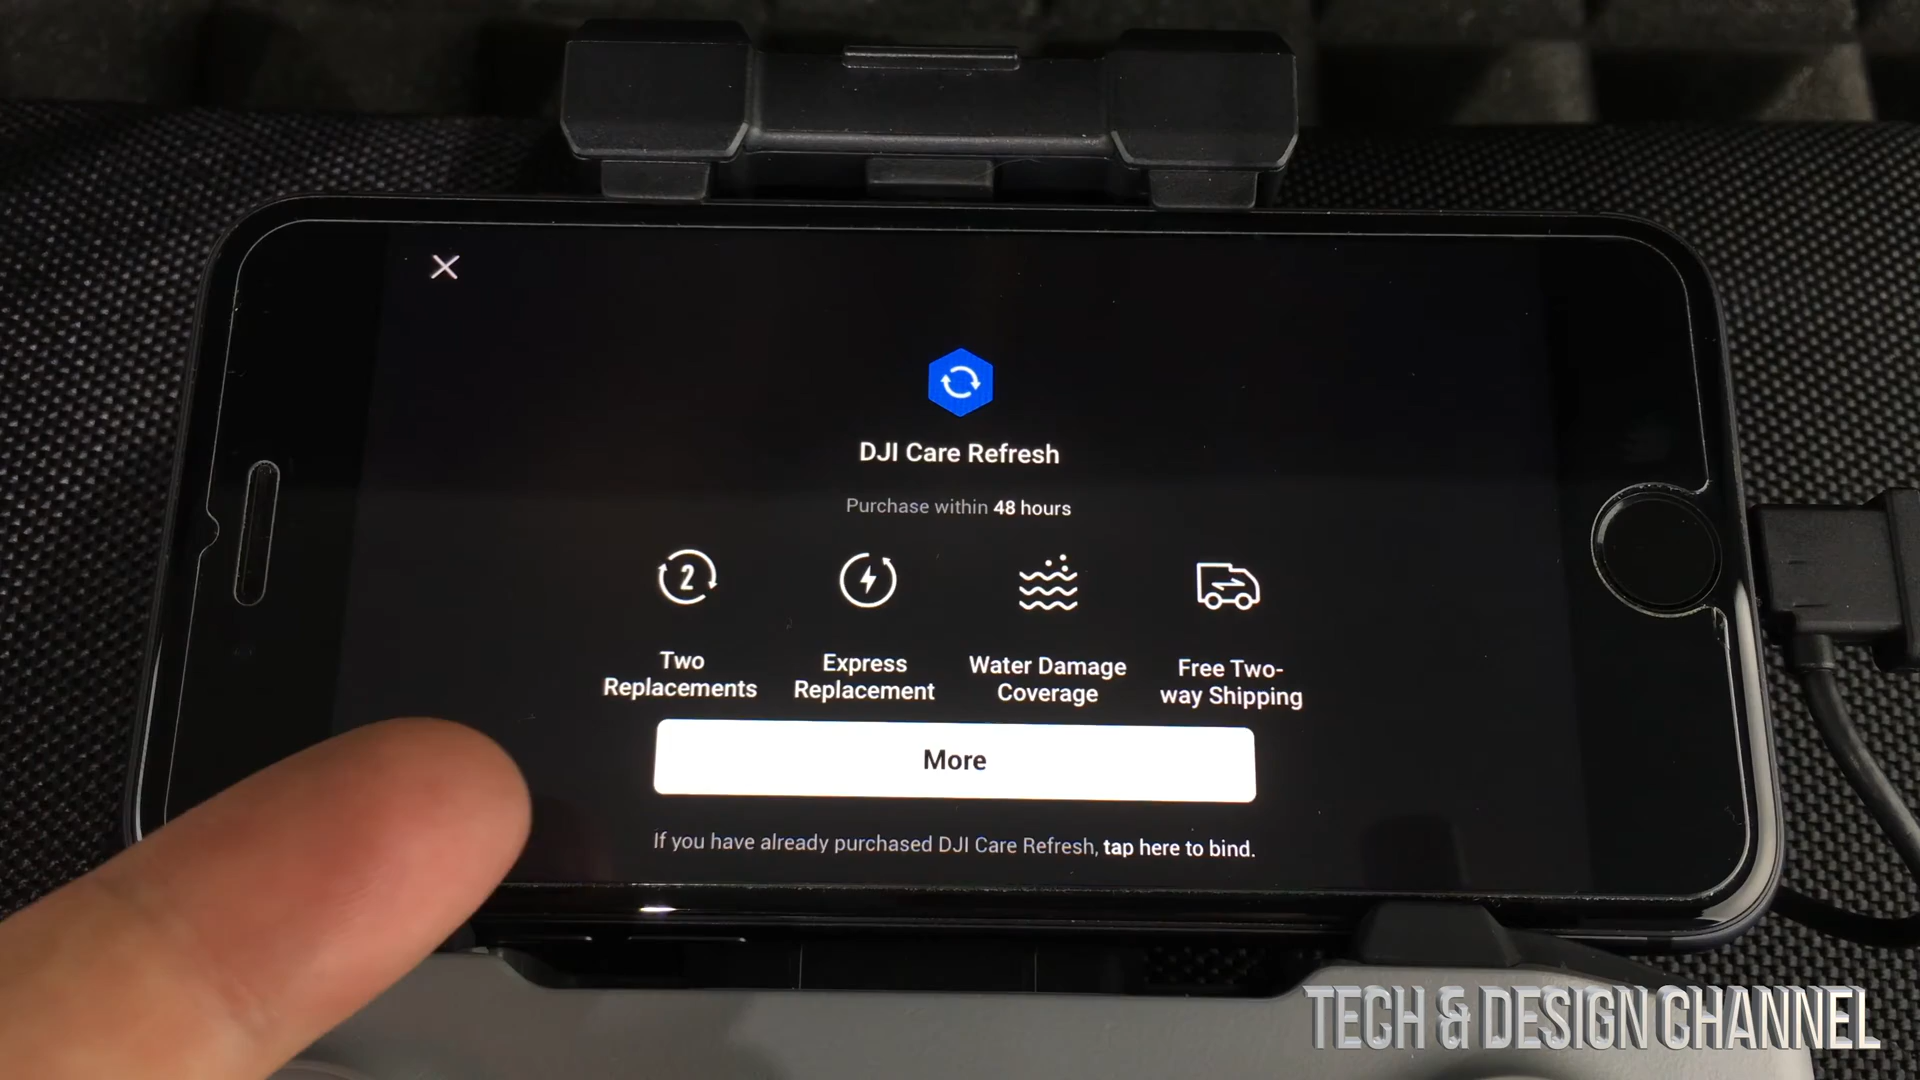 DJI Care Refresh
Purchase within 48 hours
2
Two
Replacements
Express
Replacement
Water Damage
Coverage
Free Two-
way Shipping
More
If you have already purchased DJI Care Refresh, tap here to bind.
TECH & DESIGN CHANNEL